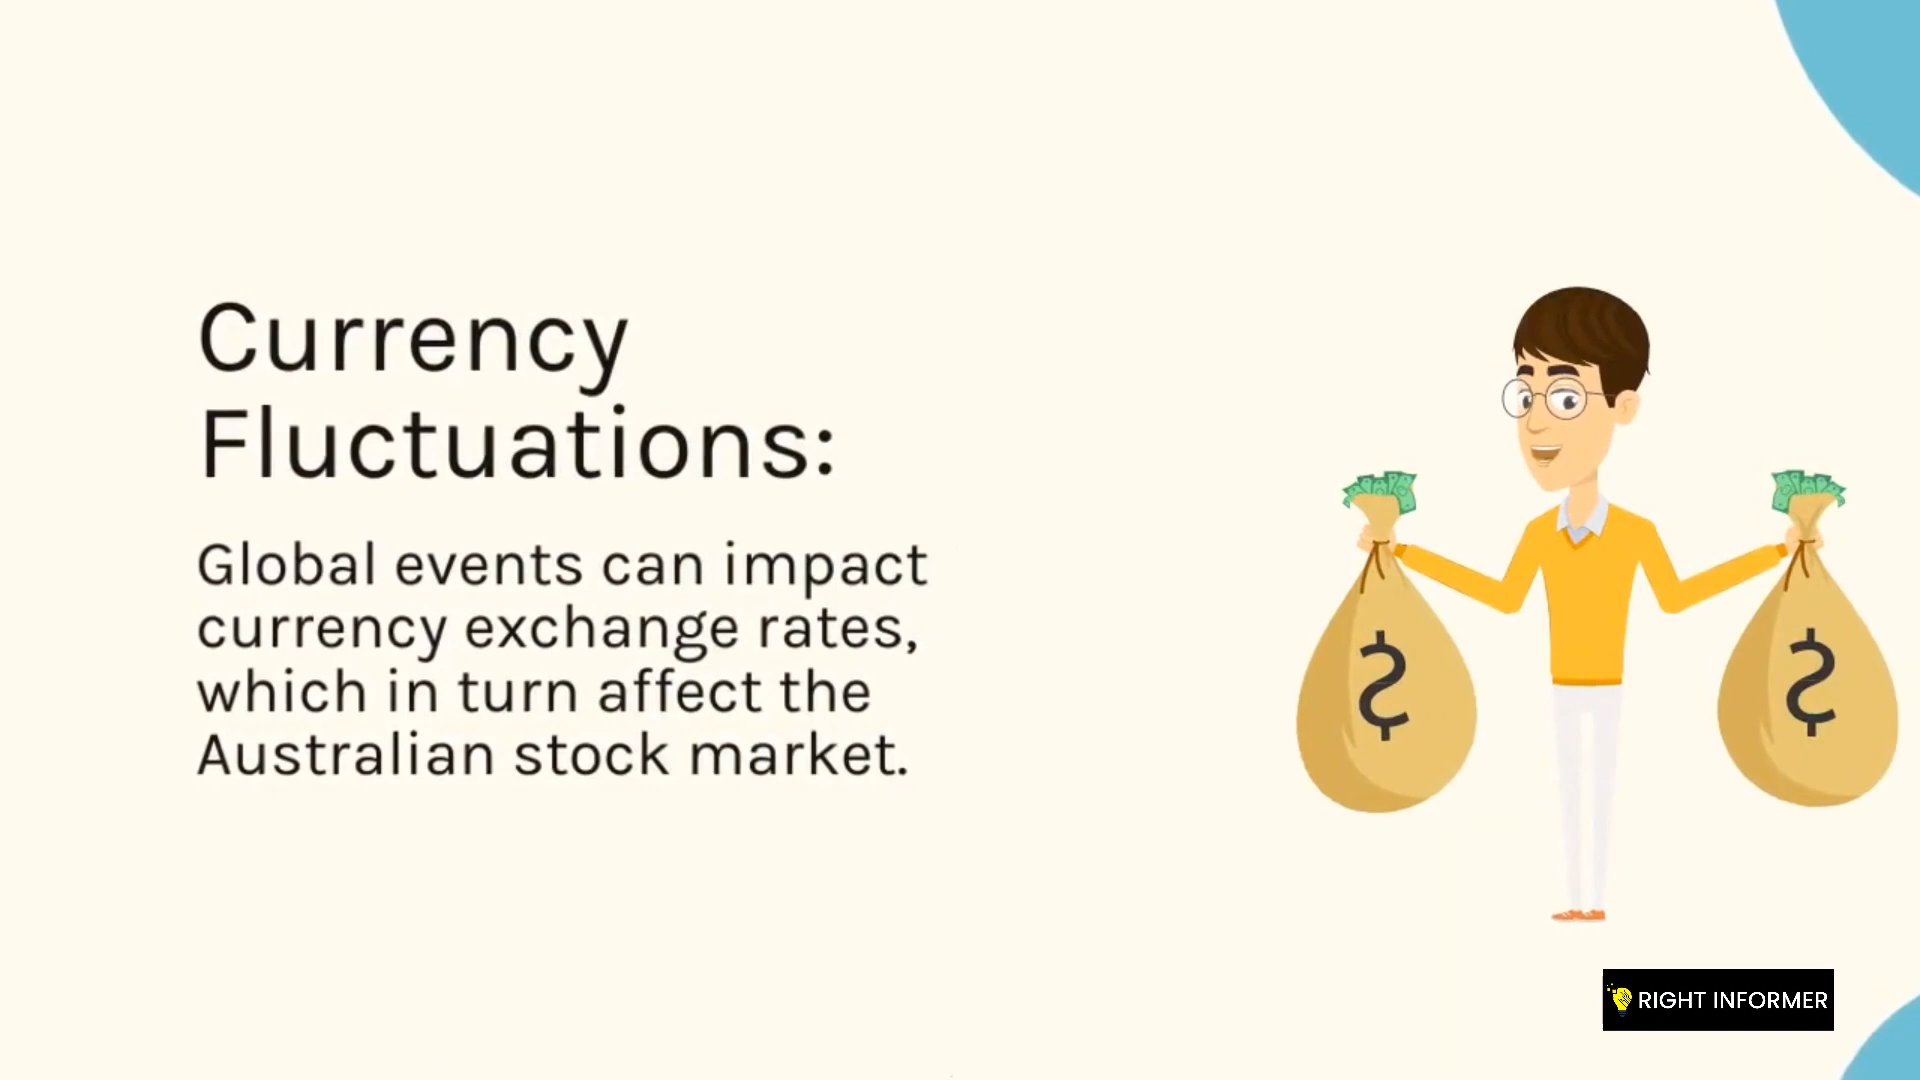 Currency
Fluctuations:
Global events can impact
currency exchange rates,
which in turn affect the
Australian stock market.
$ $
RIGHT INFORMER